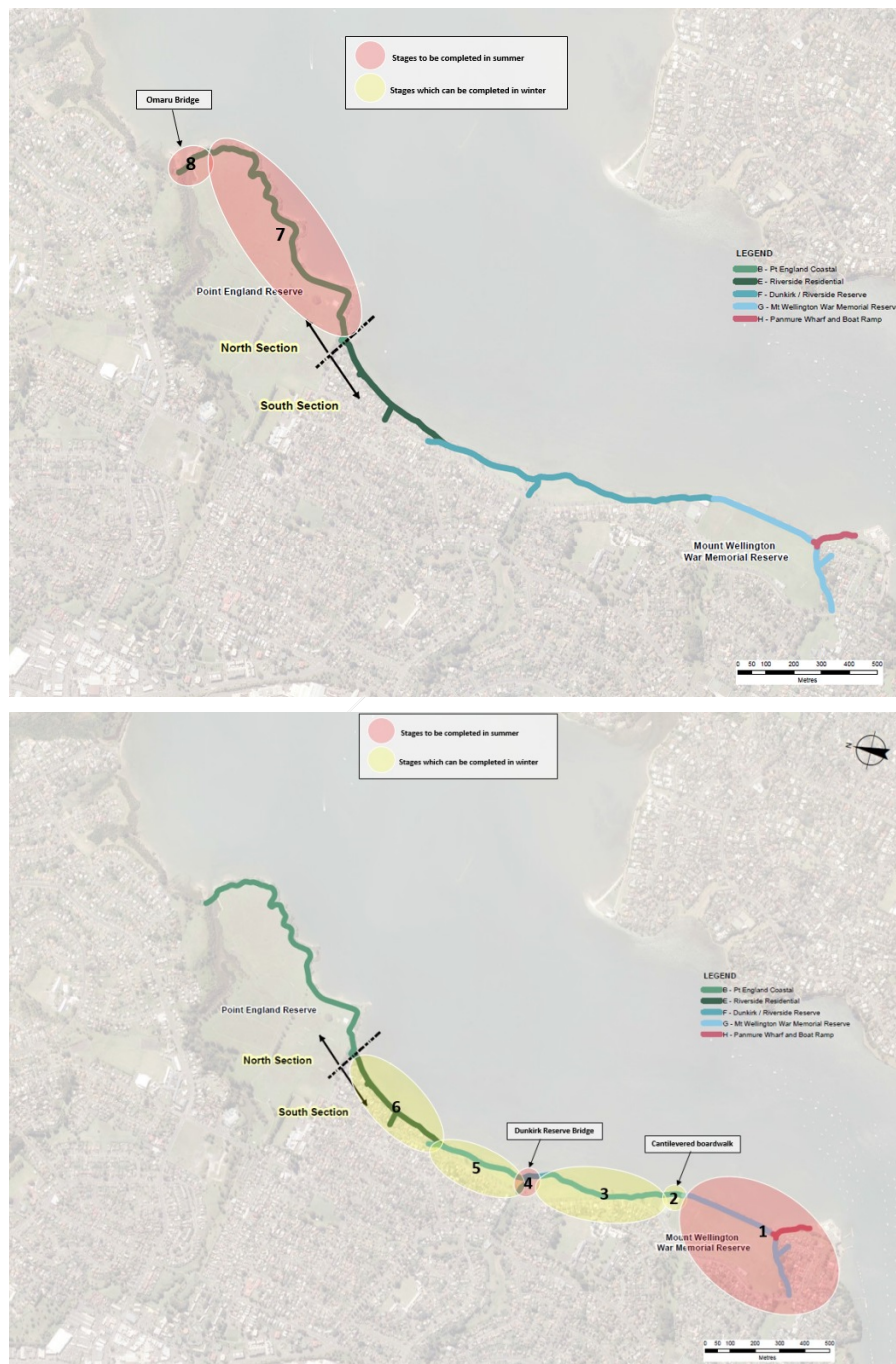 Stages to be completed in summer
Stages which can be completed in winter
Omaru Bridge
8
7
Point England Reserve
North Section
South Section
LEGEND
B - Pt England Coastal
E - Riverside Residential
F - Dunkirk / Riverside Reserve
G - Mt Wellington War Memorial Reserve
H - Panmure Wharf and Boat Ramp
Mount Wellington
War Memorial Reserve
0 50 100 200 300 400 500
Metres
Stages to be completed in summer
Stages which can be completed in winter
N
Point England Reserve
LEGEND
B - Pt England Coastal
E - Riverside Residential
F - Dunkirk / Riverside Reserve
G - Mt Wellington War Memorial Reserve
H - Panmure Wharf and Boat Ramp
North Section
South Section
6
Dunkirk Reserve Bridge
Cantilevered boardwalk
5
4
3
2
1
Mount Wellington
War Memorial Reserve
0 50 100 200 300 400 500
Metres